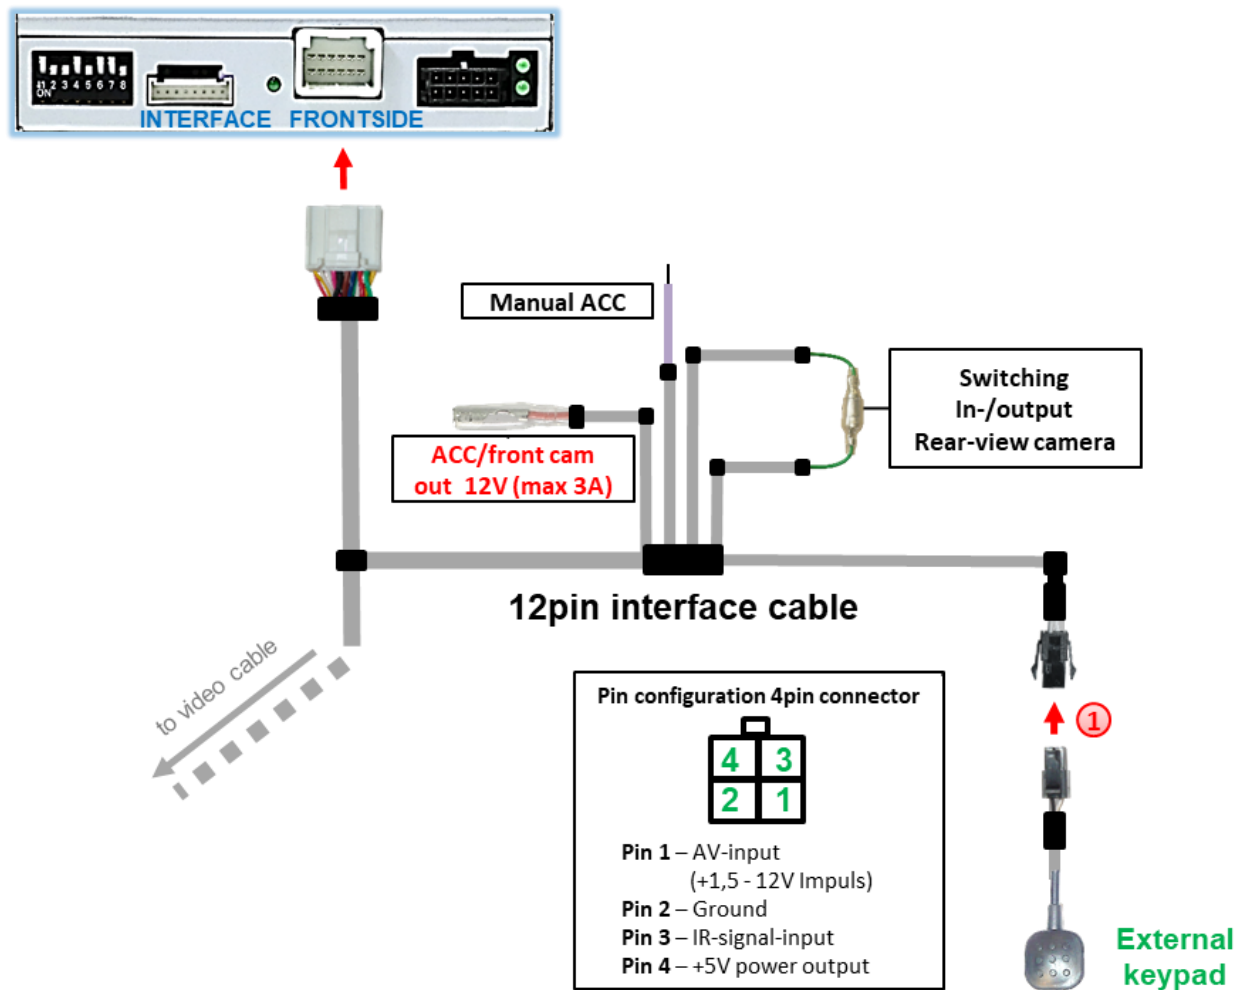 1 2 3 4 5 6 7 8
ON
INTERFACE FRONTSIDE
Manual ACC
Switching
In-/output
Rear-view camera
ACC/front cam
out 12V (max 3A)
12pin interface cable
to video cable
1
Pin configuration 4pin connector
4 3
2 1
Pin 1 – AV-input
(+1,5 - 12V Impuls)
Pin 2 – Ground
Pin 3 – IR-signal-input
Pin 4 – +5V power output
External
keypad